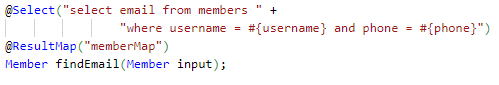 @Select("select email from members " +
"where username = #{username} and phone = #{phone}")
@ResultMap("memberMap")
Member findEmail(Member input);